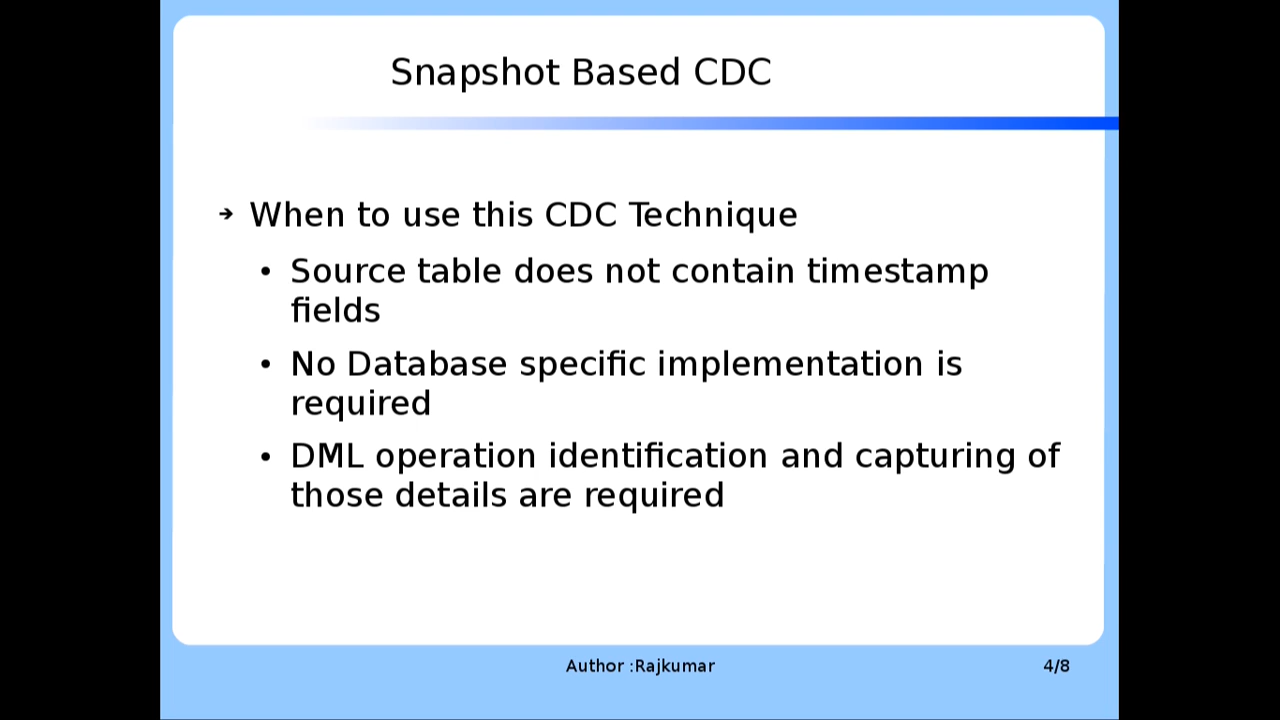 Snapshot Based CDC
➔ When to use this CDC Technique
• Source table does not contain timestamp
fields
• No Database specific implementation is
required
• DML operation identification and capturing of
those details are required
Author :Rajkumar
4/8